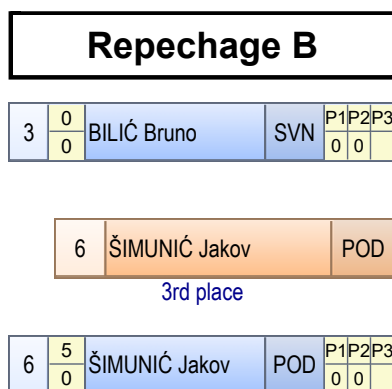 Repechage B
3 0 0 BILIĆ Bruno SVN P1 P2 P3 0 0
6 ŠIMUNIĆ Jakov POD
3rd place
6 5 0 ŠIMUNIĆ Jakov POD P1 P2 P3 0 0